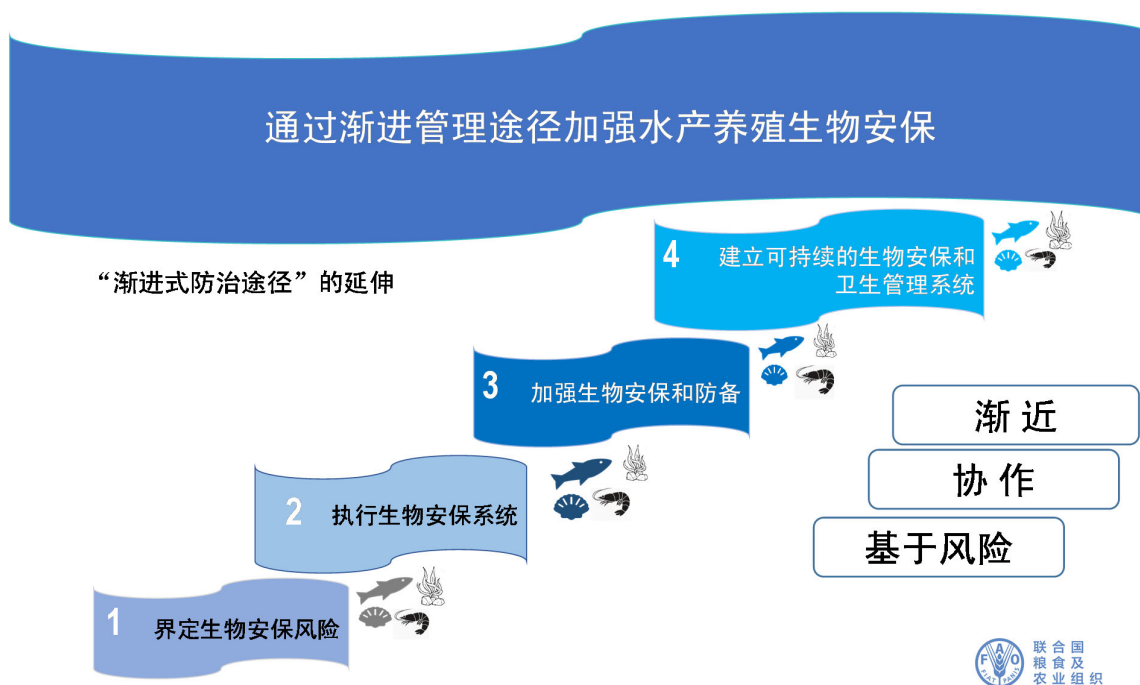 通过渐进管理途径加强水产养殖生物安保
“渐进式防治途径”的延伸
4 建立可持续的生物安保和
卫生管理系统
3 加强生物安保和防备
2 执行生物安保系统
1 界定生物安保风险
渐 近
协 作
基于风险
FAO
FIAT PANIS
联合国
粮食及
农业组织